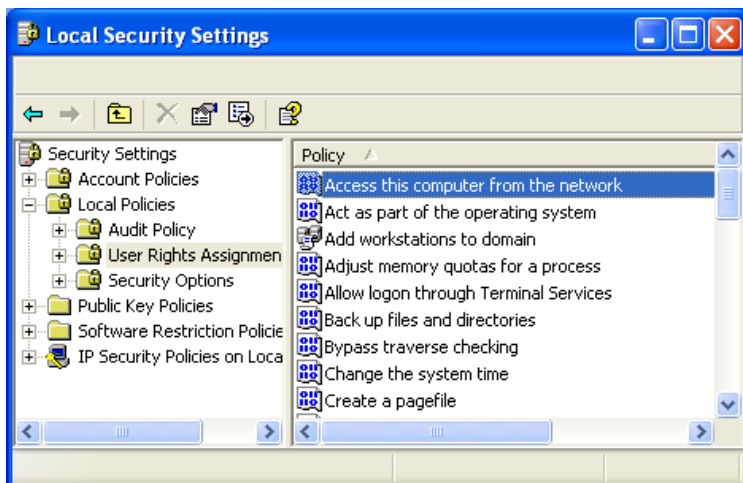 Local Security Settings
Security Settings
Account Policies
Local Policies
Audit Policy
User Rights Assignmen
Security Options
Public Key Policies
Software Restriction Policie
IP Security Policies on Loca
Policy
Access this computer from the network
Act as part of the operating system
Add workstations to domain
Adjust memory quotas for a process
Allow logon through Terminal Services
Back up files and directories
Bypass traverse checking
Change the system time
Create a pagefile